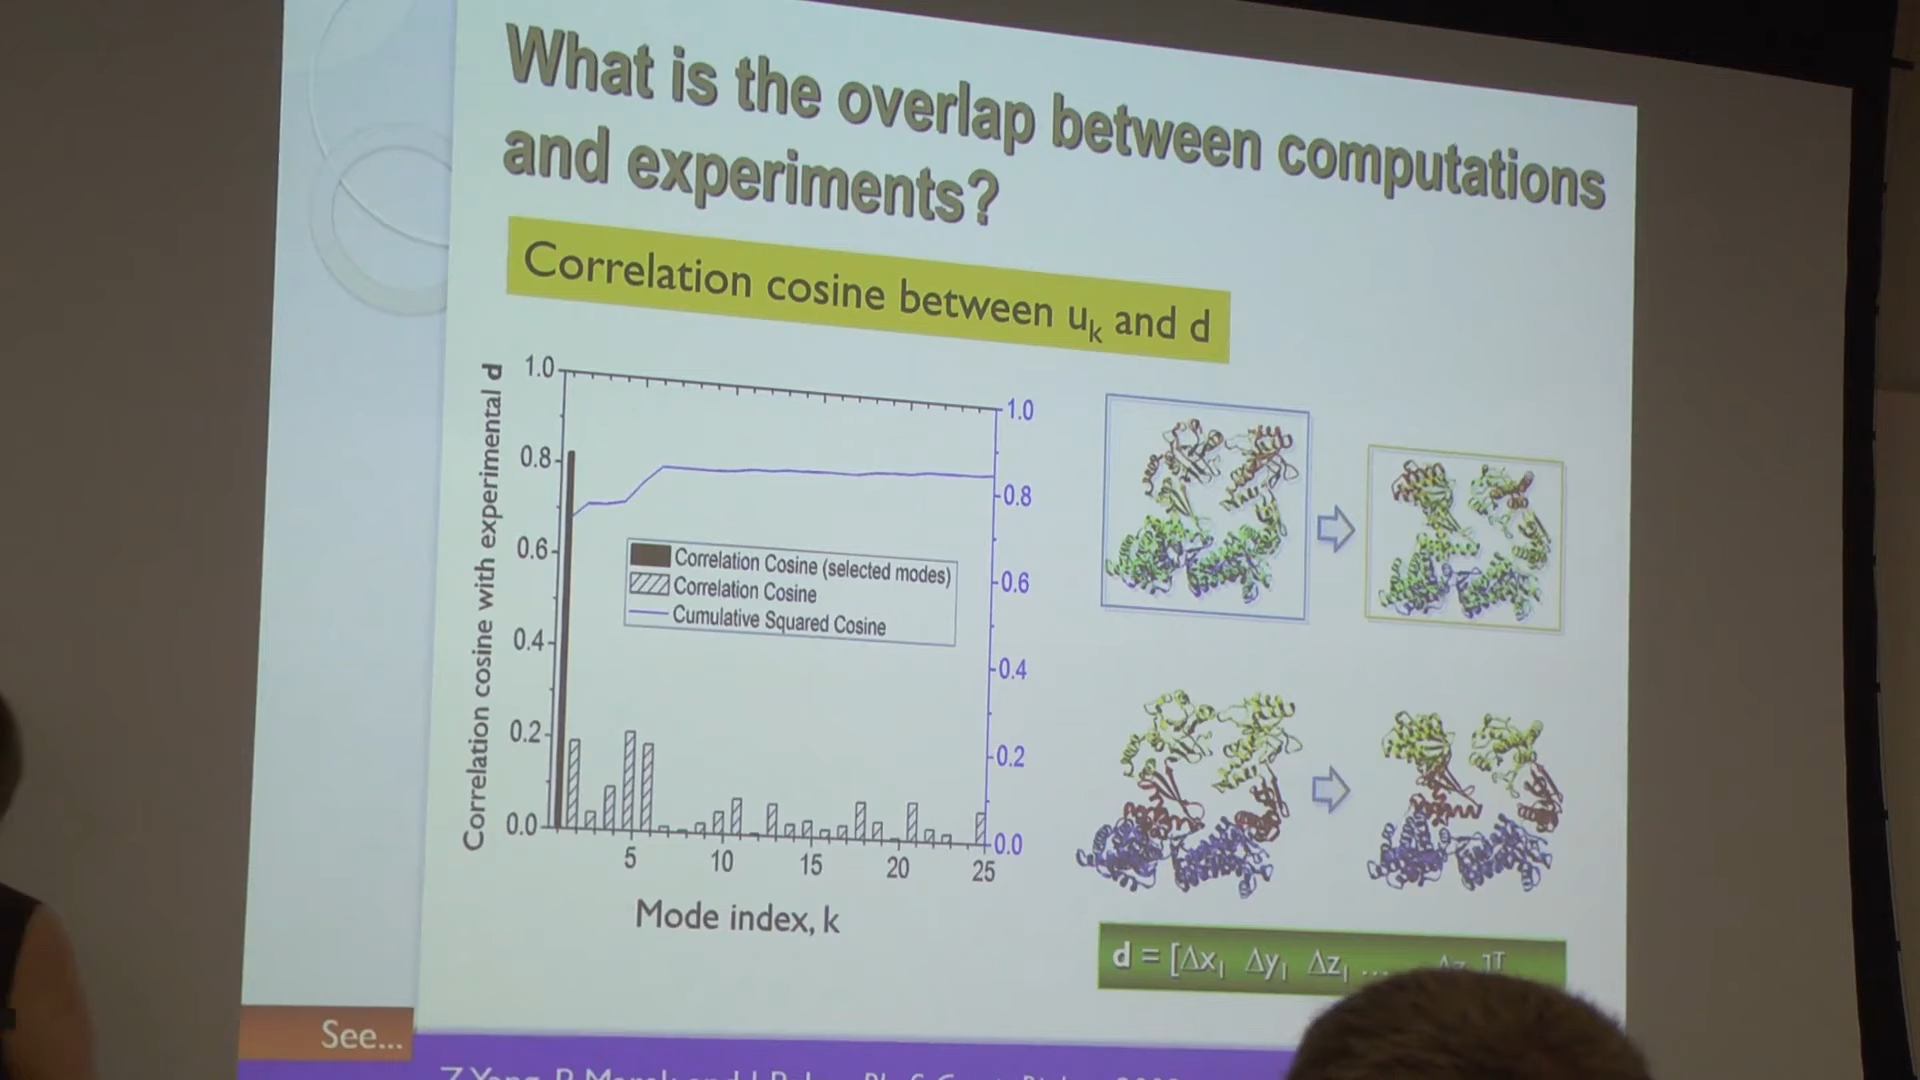 What is the overlap between computations
and experiments?
Correlation cosine between uk and d
Correlation cosine with experimental d
1.0
0.8
0.6
0.4
0.2
0.0
1.0
0.8
0.6
0.4
0.2
0.0
Correlation Cosine (selected modes)
Correlation Cosine
Cumulative Squared Cosine
5 10 15 20 25
Mode index, k
d = [Δx1 Δy1 Δz1 ...
See...